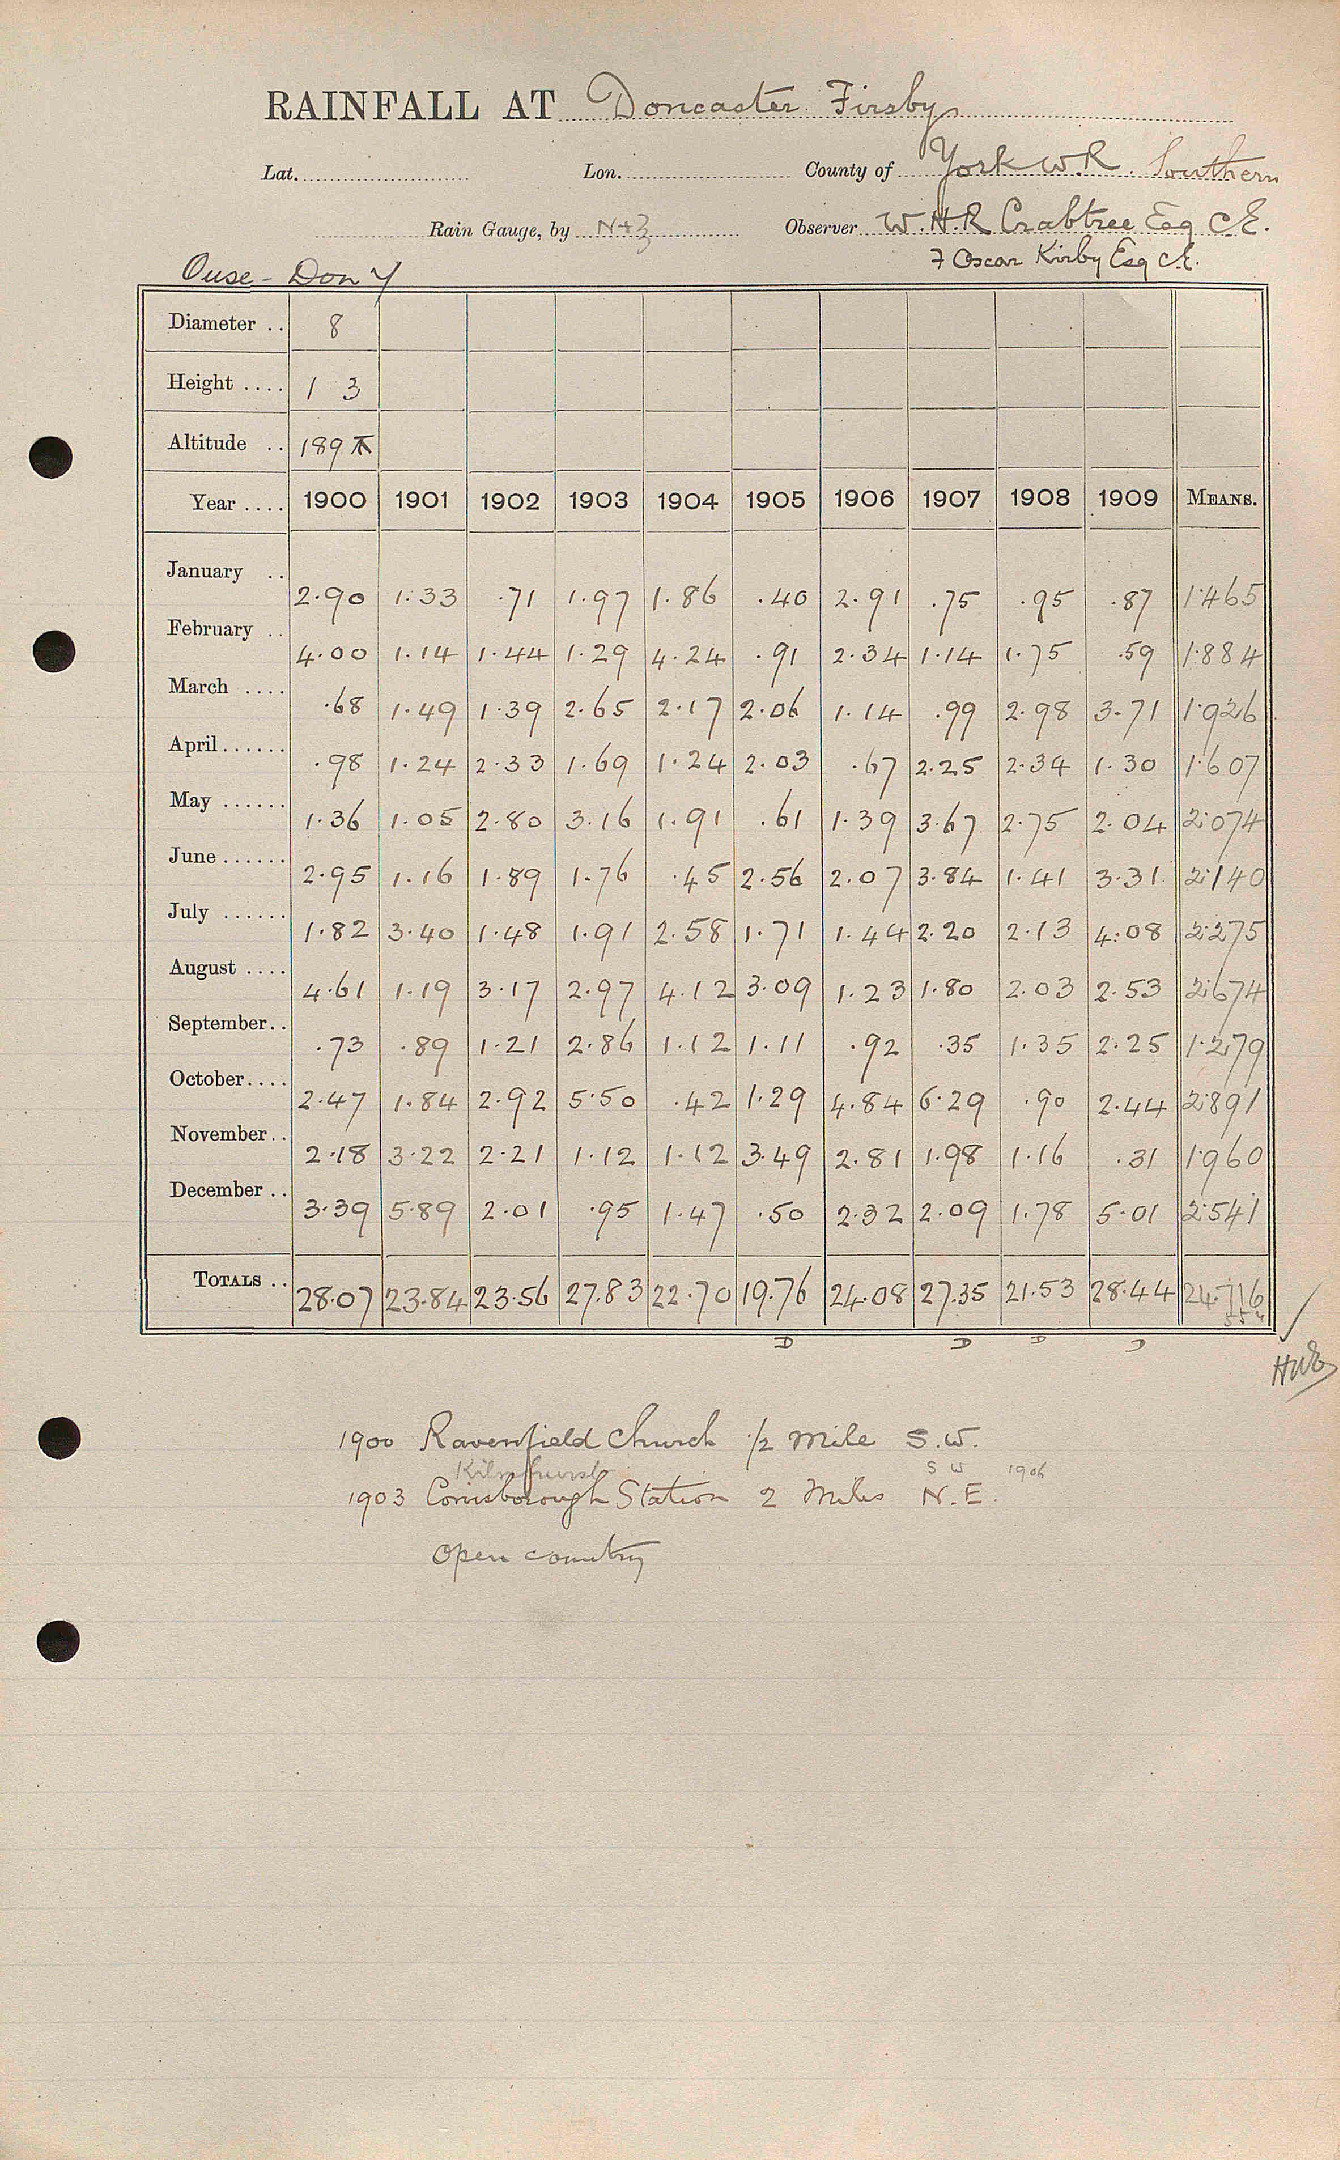 RAINFALL AT Doncaster Firsby
Lat. Lon. County of York W.R. Southern
Rain Gauge, by N+Z Observer W.H.R Crabtree Esq C.E.
7 Oscar Kirby Esq C.E.
Ouse - Don Y
Diameter .. 8
Height .... 1 3
Altitude .. 189
Year .... 1900 1901 1902 1903 1904 1905 1906 1907 1908 1909 MEANS.
January .. 2.90 1.33 .71 1.97 1.86 .40 2.91 .75 .95 .87 1.465
February .. 4.00 1.14 1.44 1.29 4.24 .91 2.34 1.14 1.75 .59 1.884
March .... .68 1.49 1.39 2.65 2.17 2.06 1.14 .99 2.98 3.71 1.926
April...... .98 1.24 2.33 1.69 1.24 2.03 .67 2.25 2.34 1.30 1.607
May ...... 1.36 1.05 2.80 3.16 1.91 .61 1.39 3.67 2.75 2.04 2.074
June ...... 2.95 1.16 1.89 1.76 .45 2.56 2.07 3.84 1.41 3.31 2.140
July ...... 1.82 3.40 1.48 1.91 2.58 1.71 1.44 2.20 2.13 4.08 2.275
August .... 4.61 1.19 3.17 2.97 4.12 3.09 1.23 1.80 2.03 2.53 2.674
September.. .73 .89 1.21 2.86 1.12 1.11 .92 .35 1.35 2.25 1.279
October.... 2.47 1.84 2.92 5.50 .42 1.29 4.84 6.29 .90 2.44 2.891
November.. 2.18 3.22 2.21 1.12 1.12 3.49 2.81 1.98 1.16 .31 1.960
December .. 3.39 5.89 2.01 .95 1.47 .50 2.32 2.09 1.78 5.01 2.541
TOTALS .. 28.07 23.84 23.56 27.83 22.70 19.76 24.08 27.35 21.53 28.44 24.716
D D D D
1900 Ravenfield Church 1/2 mile S.W.
Kilnhurst S W 1906
1903 Conisborough Station 2 Miles N.E.
Open country